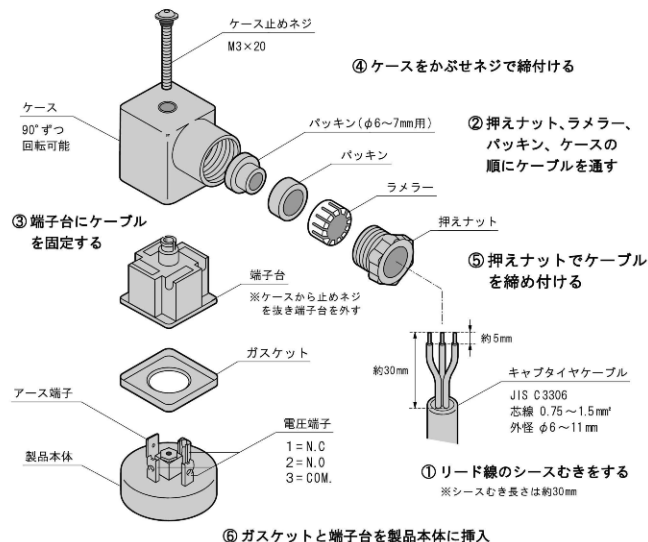 ケース止めネジ
M3×20
④ケースをかぶせネジで締付ける
ケース
90°ずつ
回転可能
パッキン(φ6～7mm用)
パッキン
ラメラー
押えナット
②押えナット、ラメラー、
パッキン、ケースの
順にケーブルを通す
③端子台にケーブル
を固定する
端子台
※ケースから止めネジ
を抜き端子台を外す
⑤押えナットでケーブル
を締め付ける
ガスケット
約5mm
約30mm
キャブタイヤケーブル
JIS C3306
芯線 0.75～1.5mm²
外径 φ6～11mm
アース端子
製品本体
電圧端子
1=N.C
2=N.O
3=COM.
①リード線のシースむきをする
※シースむき長さは約30mm
⑥ガスケットと端子台を製品本体に挿入